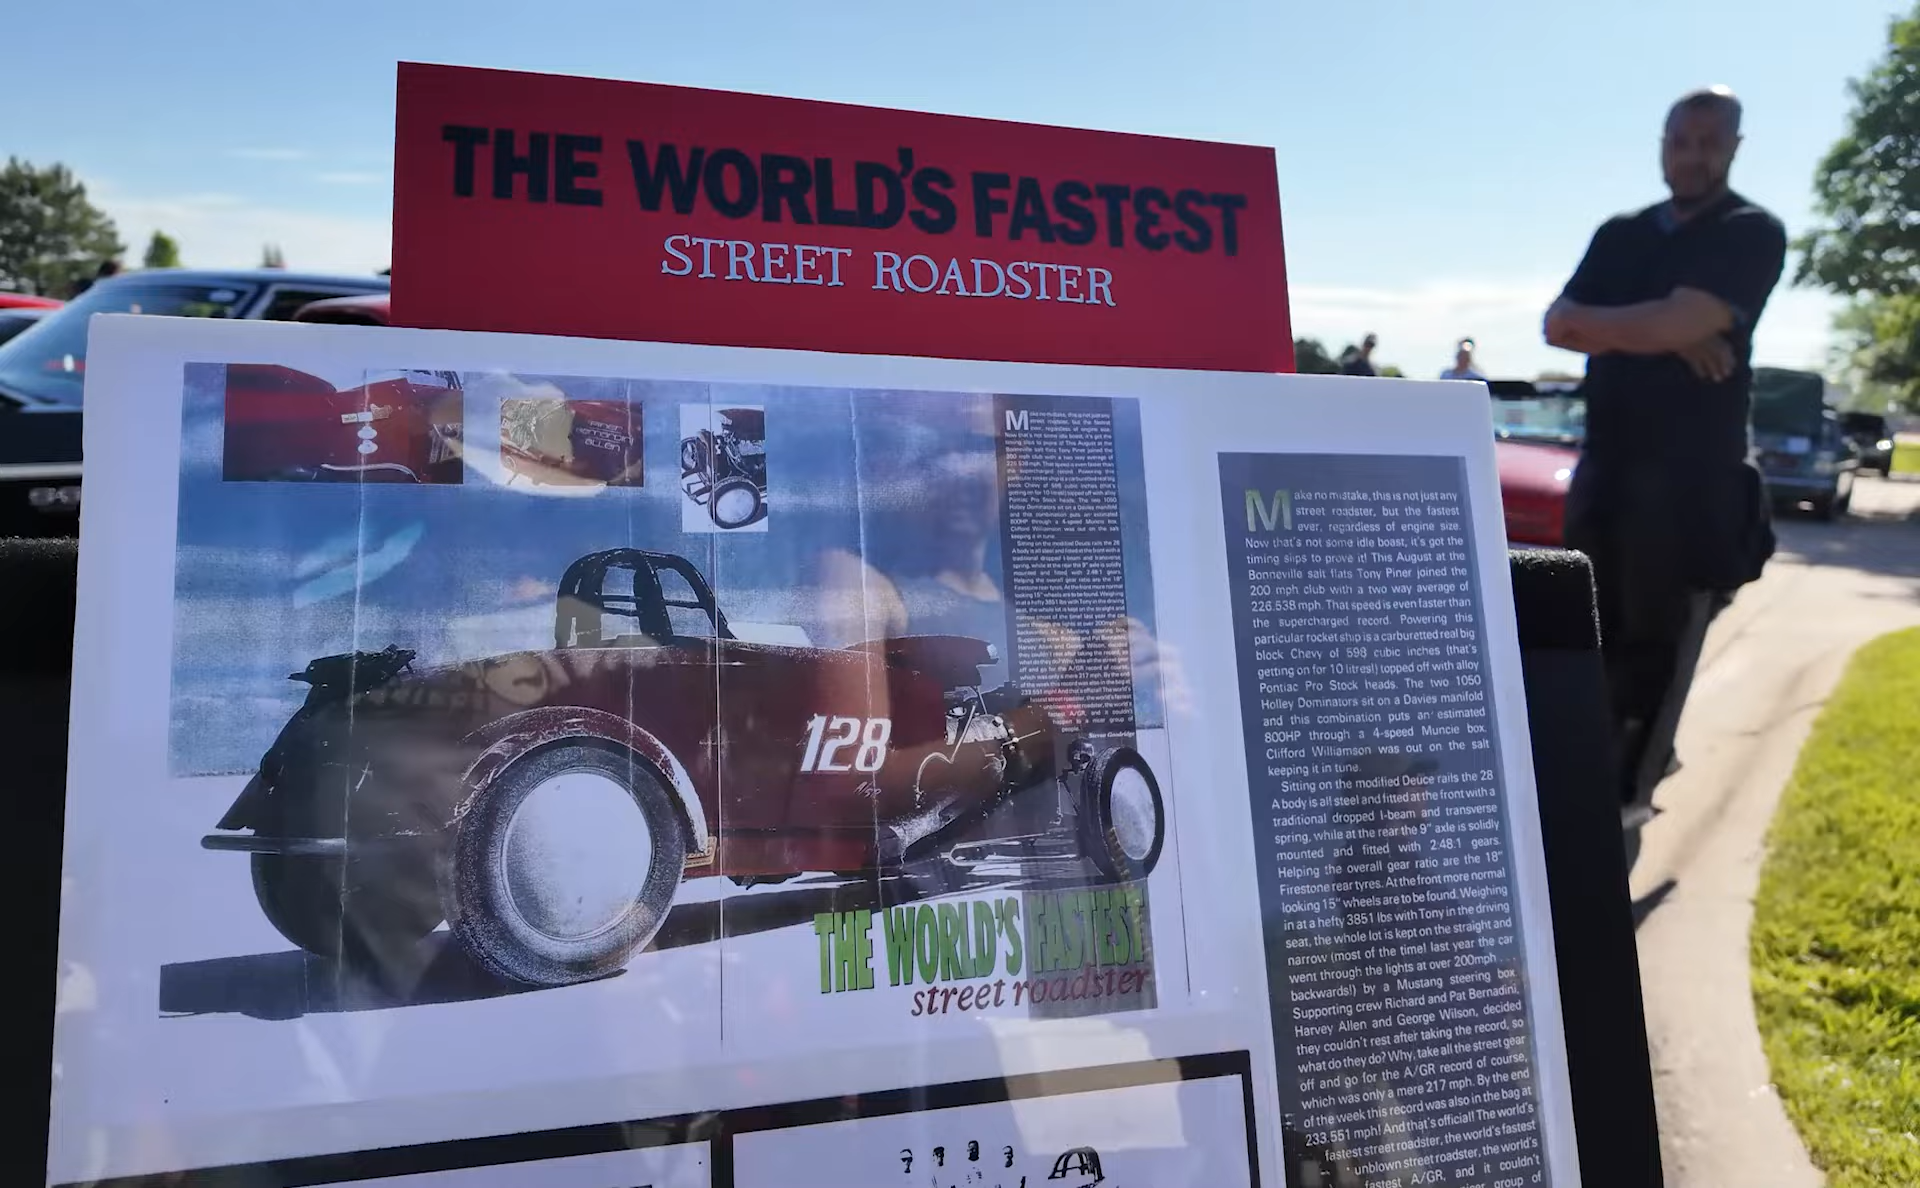 THE WORLD'S FASTEST
STREET ROADSTER
PINER
BERNARDINI
ALLEN
128
A/SR
THE WORLD'S FASTEST
street roadster
Make no mistake, this is not just any
street roadster, but the fastest
ever, regardless of engine size.
Now that's not some idle boast, it's got the
timing slips to prove it! This August at the
Bonneville salt flats Tony Piner joined the
200 mph club with a two way average of
226.538 mph. That speed is even faster than
the supercharged record. Powering this
particular rocket ship is a carburetted real big
block Chevy of 598 cubic inches (that's
getting on for 10 litres!) topped off with alloy
Pontiac Pro Stock heads. The two 1050
Holley Dominators sit on a Davies manifold
and this combination puts an estimated
800HP through a 4-speed Muncie box.
Clifford Williamson was out on the salt
keeping it in tune.
Sitting on the modified Deuce rails the 28
A body is all steel and fitted at the front with a
traditional dropped I-beam and transverse
spring, while at the rear the 9" axle is solidly
mounted and fitted with 2:48.1 gears.
Helping the overall gear ratio are the 18"
Firestone rear tyres. At the front more normal
looking 15" wheels are to be found. Weighing
in at a hefty 3851 lbs with Tony in the driving
seat, the whole lot is kept on the straight and
narrow (most of the time! last year the car
went through the lights at over 200mph . . .
backwards!) by a Mustang steering box.
Supporting crew Richard and Pat Bernadini,
Harvey Allen and George Wilson, decided
they couldn't rest after taking the record, so
what do they do? Why, take all the street gear
off and go for the A/GR record of course,
which was only a mere 217 mph. By the end
of the week this record was also in the bag at
233.551 mph! And that's official! The world's
fastest street roadster, the world's fastest
unblown street roadster, the world's
fastest A/GR, and it couldn't
nicer group of